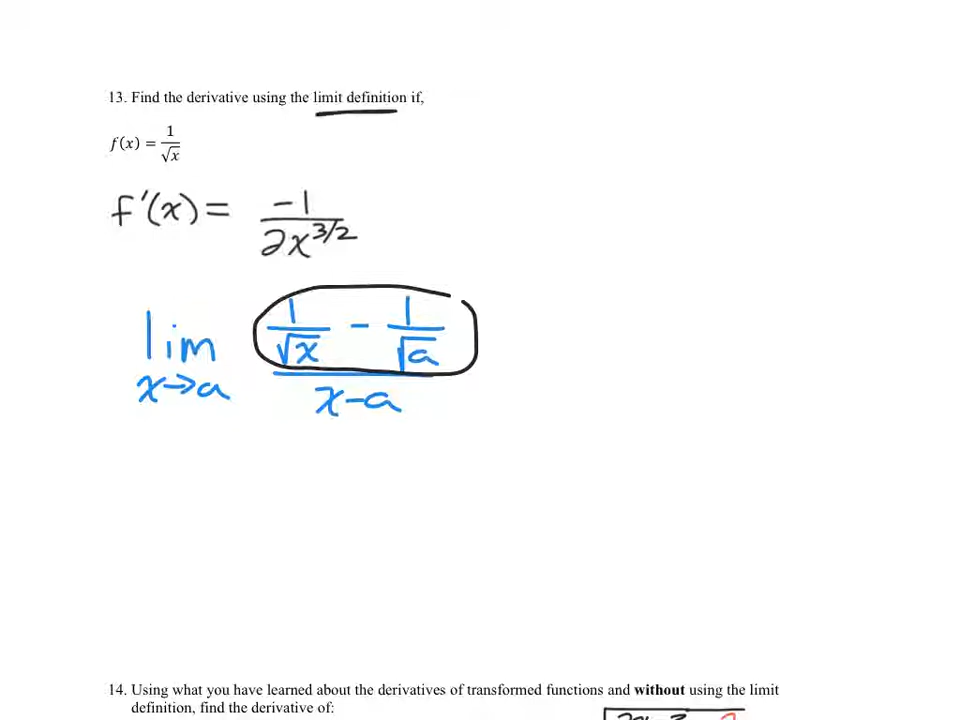 13. Find the derivative using the limit definition if,
f(x) = 1/√x
f'(x) = -1/2x^3/2
lim x→a (1/√x - 1/√a)/(x-a)
14. Using what you have learned about the derivatives of transformed functions and without using the limit
definition, find the derivative of: